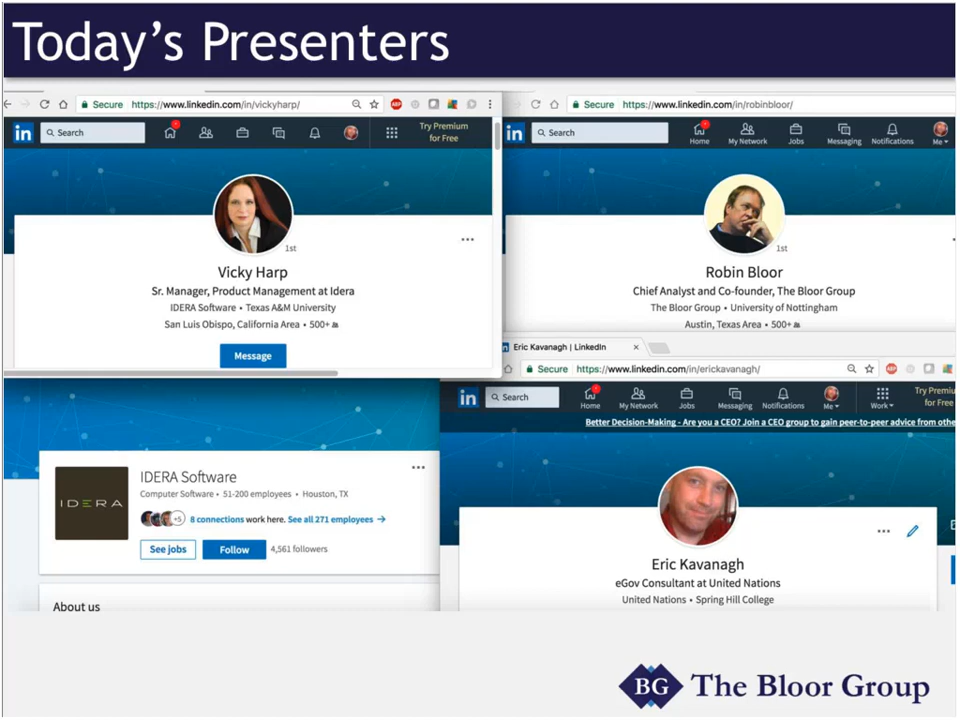 Today's Presenters
Secure https://www.linkedin.com/in/vickyharp/
ABP
in Search
Try Premium
for Free
1st
Vicky Harp
Sr. Manager, Product Management at Idera
IDERA Software • Texas A&M University
San Luis Obispo, California Area • 500+
Message
Secure https://www.linkedin.com/in/robinbloor/
in Search Home My Network Jobs Messaging Notifications Me
1st
Robin Bloor
Chief Analyst and Co-founder, The Bloor Group
The Bloor Group • University of Nottingham
Austin, Texas Area • 500+
IDERA
IDERA Software
Computer Software • 51-200 employees • Houston, TX
+5 8 connections work here. See all 271 employees →
See jobs Follow 4,561 followers
About us
Eric Kavanagh | LinkedIn ×
Secure https://www.linkedin.com/in/erickavanagh/
ABP
in Search Home My Network Jobs Messaging Notifications Me Work Try Premiu
for Free
Better Decision-Making - Are you a CEO? Join a CEO group to gain peer-to-peer advice from othe
Eric Kavanagh
eGov Consultant at United Nations
United Nations • Spring Hill College
BG The Bloor Group